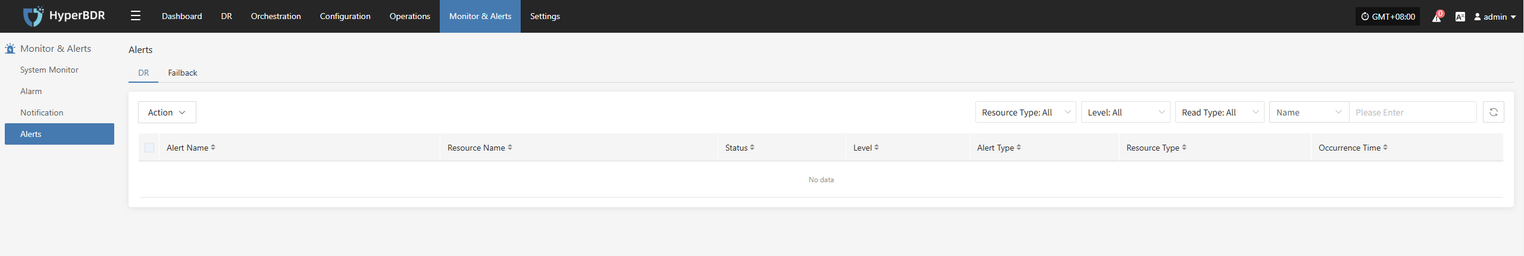 HyperBDR Dashboard DR Orchestration Configuration Operations Monitor & Alerts Settings GMT+08:00 0 A admin
Monitor & Alerts
System Monitor
Alarm
Notification
Alerts
Alerts
DR Failback
Action Resource Type: All Level: All Read Type: All Name Please Enter
Alert Name Resource Name Status Level Alert Type Resource Type Occurrence Time
No data